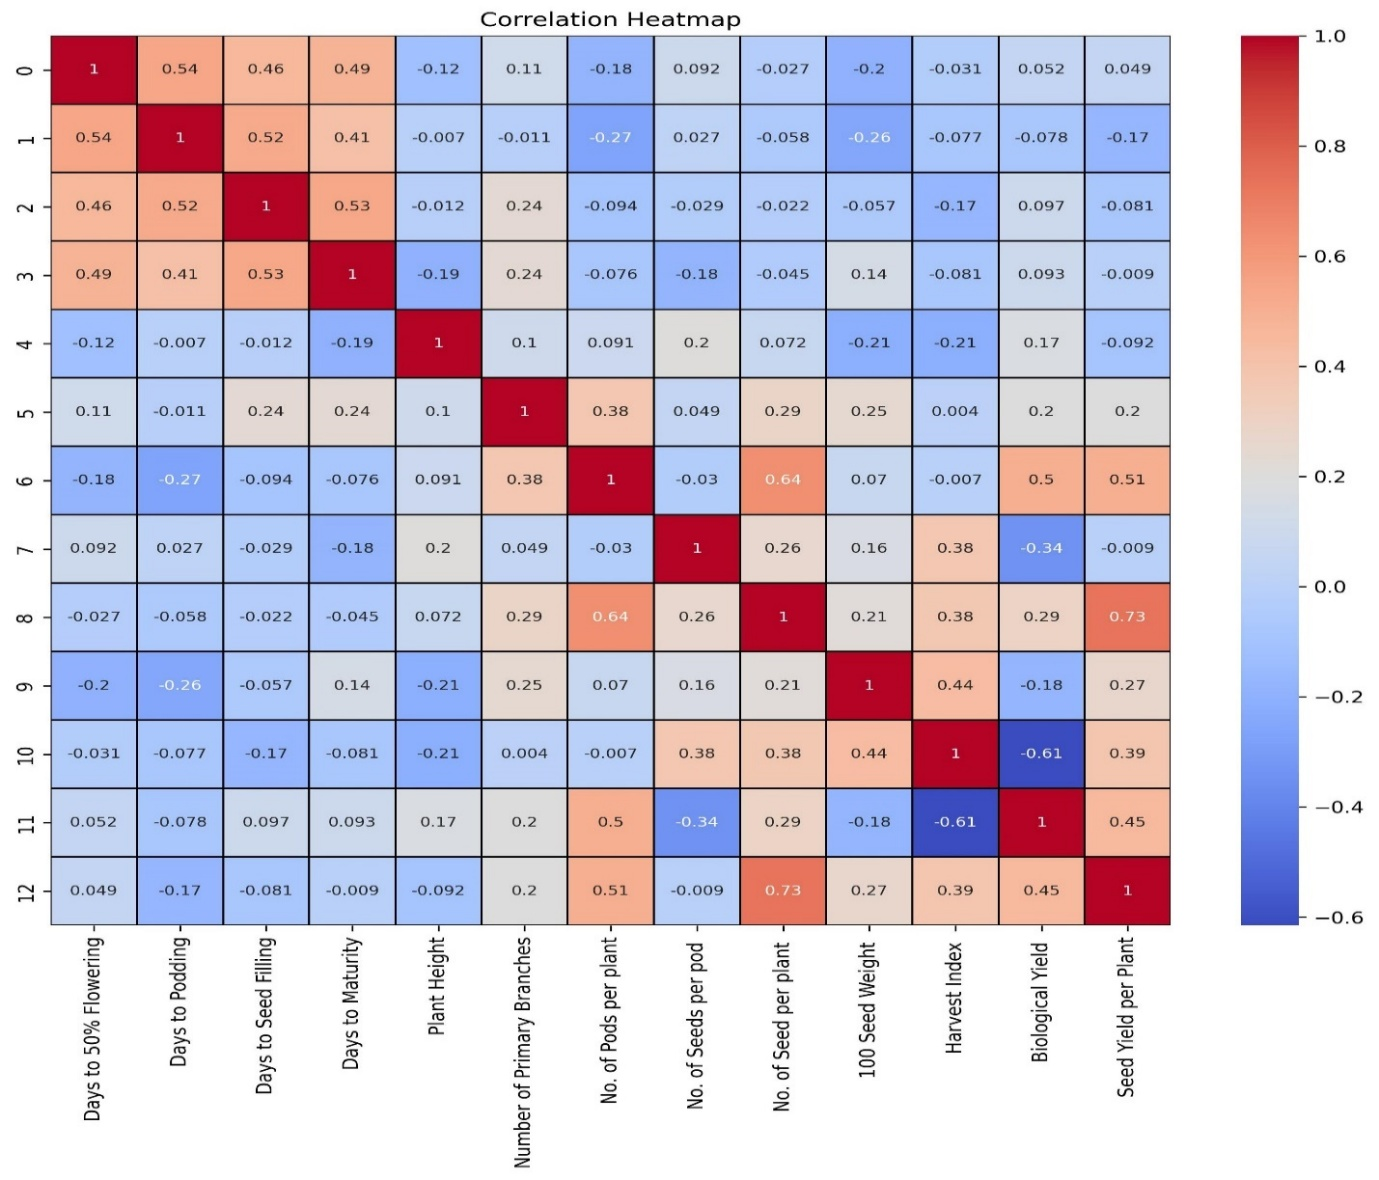 Correlation Heatmap
0 1 0.54 0.46 0.49 -0.12 0.11 -0.18 0.092 -0.027 -0.2 -0.031 0.052 0.049
1 0.54 1 0.52 0.41 -0.007 -0.011 -0.27 0.027 -0.058 -0.26 -0.077 -0.078 -0.17
2 0.46 0.52 1 0.53 -0.012 0.24 -0.094 -0.029 -0.022 -0.057 -0.17 0.097 -0.081
3 0.49 0.41 0.53 1 -0.19 0.24 -0.076 -0.18 -0.045 0.14 -0.081 0.093 -0.009
4 -0.12 -0.007 -0.012 -0.19 1 0.1 0.091 0.2 0.072 -0.21 -0.21 0.17 -0.092
5 0.11 -0.011 0.24 0.24 0.1 1 0.38 0.049 0.29 0.25 0.004 0.2 0.2
6 -0.18 -0.27 -0.094 -0.076 0.091 0.38 1 -0.03 0.64 0.07 -0.007 0.5 0.51
7 0.092 0.027 -0.029 -0.18 0.2 0.049 -0.03 1 0.26 0.16 0.38 -0.34 -0.009
8 -0.027 -0.058 -0.022 -0.045 0.072 0.29 0.64 0.26 1 0.21 0.38 0.29 0.73
9 -0.2 -0.26 -0.057 0.14 -0.21 0.25 0.07 0.16 0.21 1 0.44 -0.18 0.27
10 -0.031 -0.077 -0.17 -0.081 -0.21 0.004 -0.007 0.38 0.38 0.44 1 -0.61 0.39
11 0.052 -0.078 0.097 0.093 0.17 0.2 0.5 -0.34 0.29 -0.18 -0.61 1 0.45
12 0.049 -0.17 -0.081 -0.009 -0.092 0.2 0.51 -0.009 0.73 0.27 0.39 0.45 1
Days to 50% Flowering
Days to Podding
Days to Seed Filling
Days to Maturity
Plant Height
Number of Primary Branches
No. of Pods per plant
No. of Seeds per pod
No. of Seed per plant
100 Seed Weight
Harvest Index
Biological Yield
Seed Yield per Plant
1.0
0.8
0.6
0.4
0.2
0.0
−0.2
−0.4
−0.6